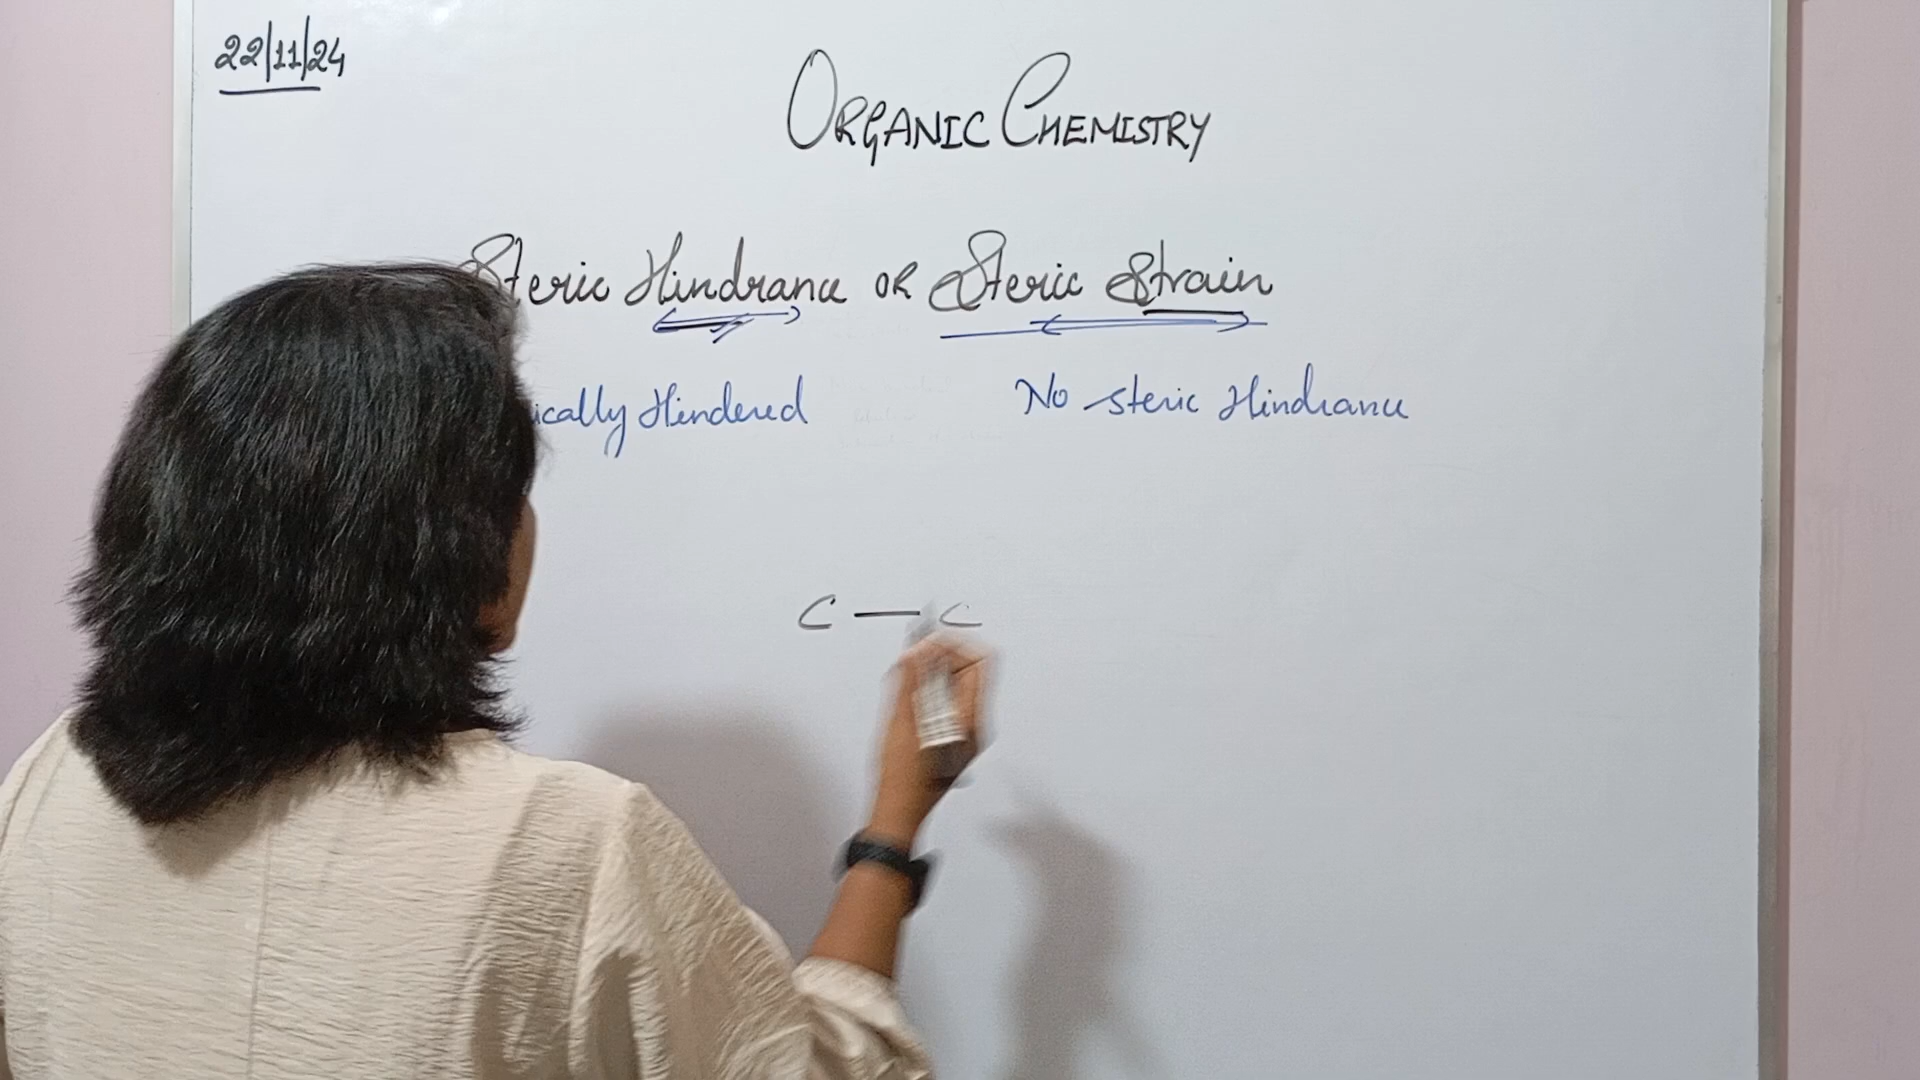 22/11/24
ORGANIC CHEMISTRY
Steric Hindrance OR Steric Strain
ically Hindered No steric Hindrance
C — C